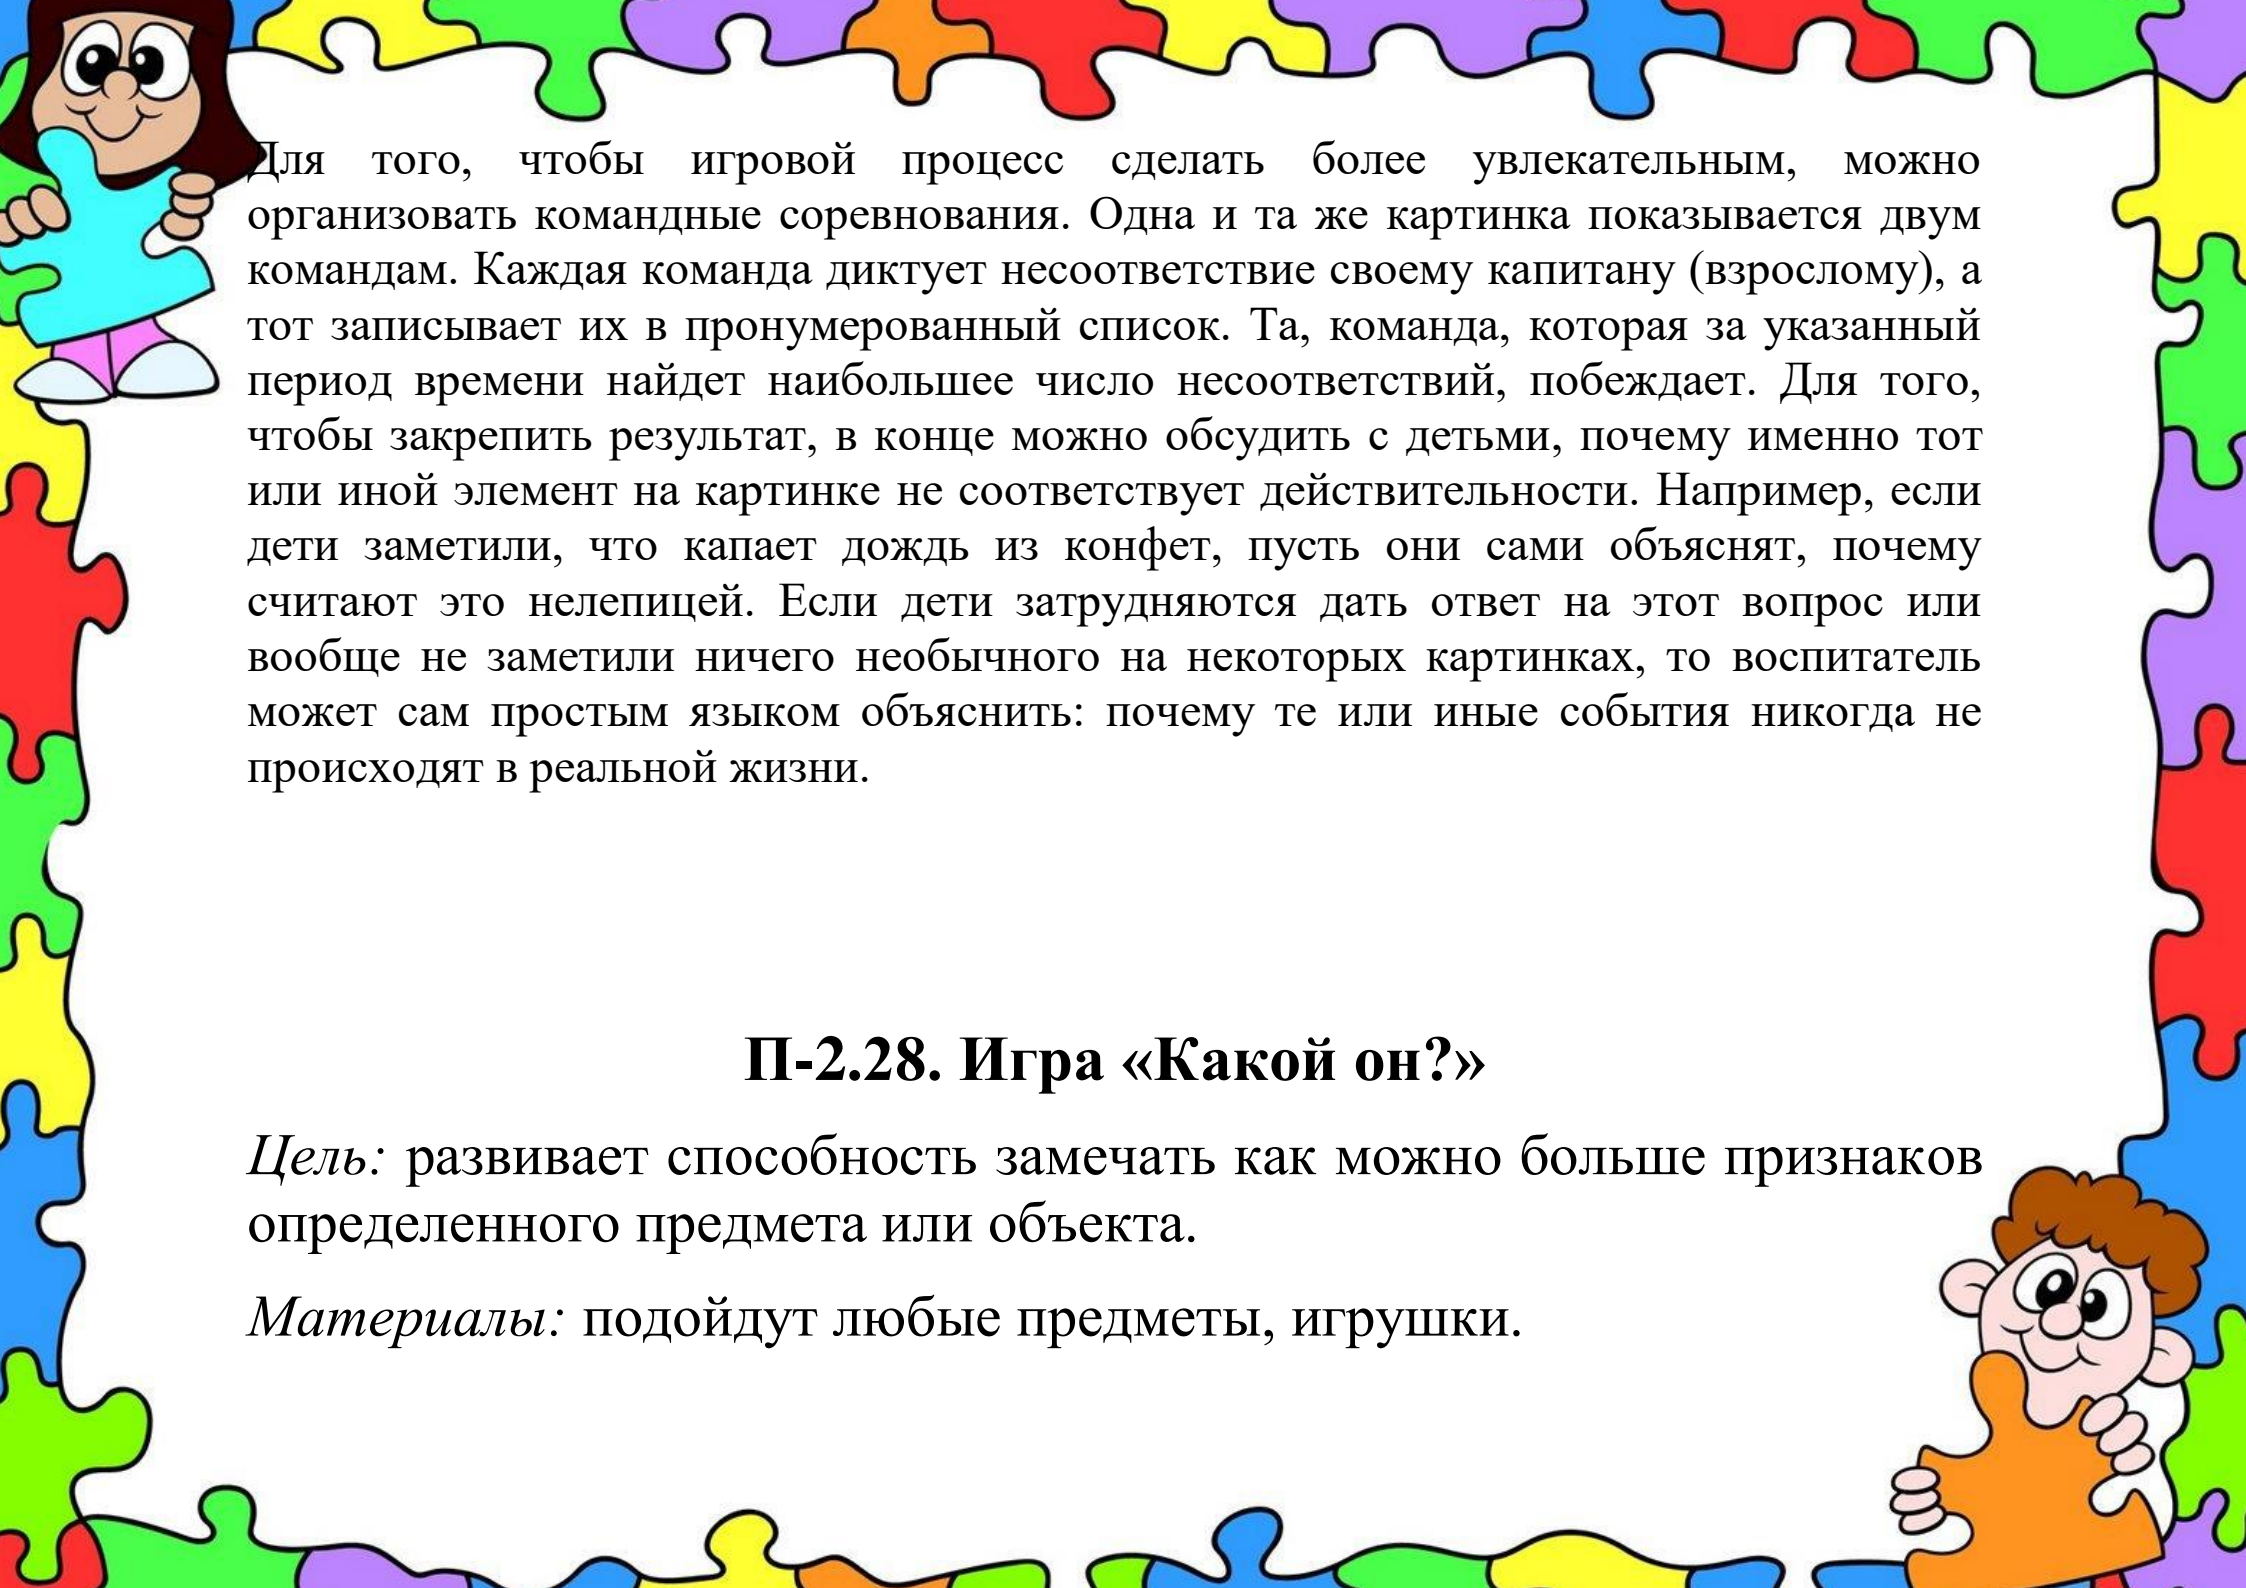 Для того, чтобы игровой процесс сделать более увлекательным, можно
организовать командные соревнования. Одна и та же картинка показывается двум
командам. Каждая команда диктует несоответствие своему капитану (взрослому), а
тот записывает их в пронумерованный список. Та, команда, которая за указанный
период времени найдет наибольшее число несоответствий, побеждает. Для того,
чтобы закрепить результат, в конце можно обсудить с детьми, почему именно тот
или иной элемент на картинке не соответствует действительности. Например, если
дети заметили, что капает дождь из конфет, пусть они сами объяснят, почему
считают это нелепицей. Если дети затрудняются дать ответ на этот вопрос или
вообще не заметили ничего необычного на некоторых картинках, то воспитатель
может сам простым языком объяснить: почему те или иные события никогда не
происходят в реальной жизни.
П-2.28. Игра «Какой он?»
Цель: развивает способность замечать как можно больше признаков
определенного предмета или объекта.
Материалы: подойдут любые предметы, игрушки.